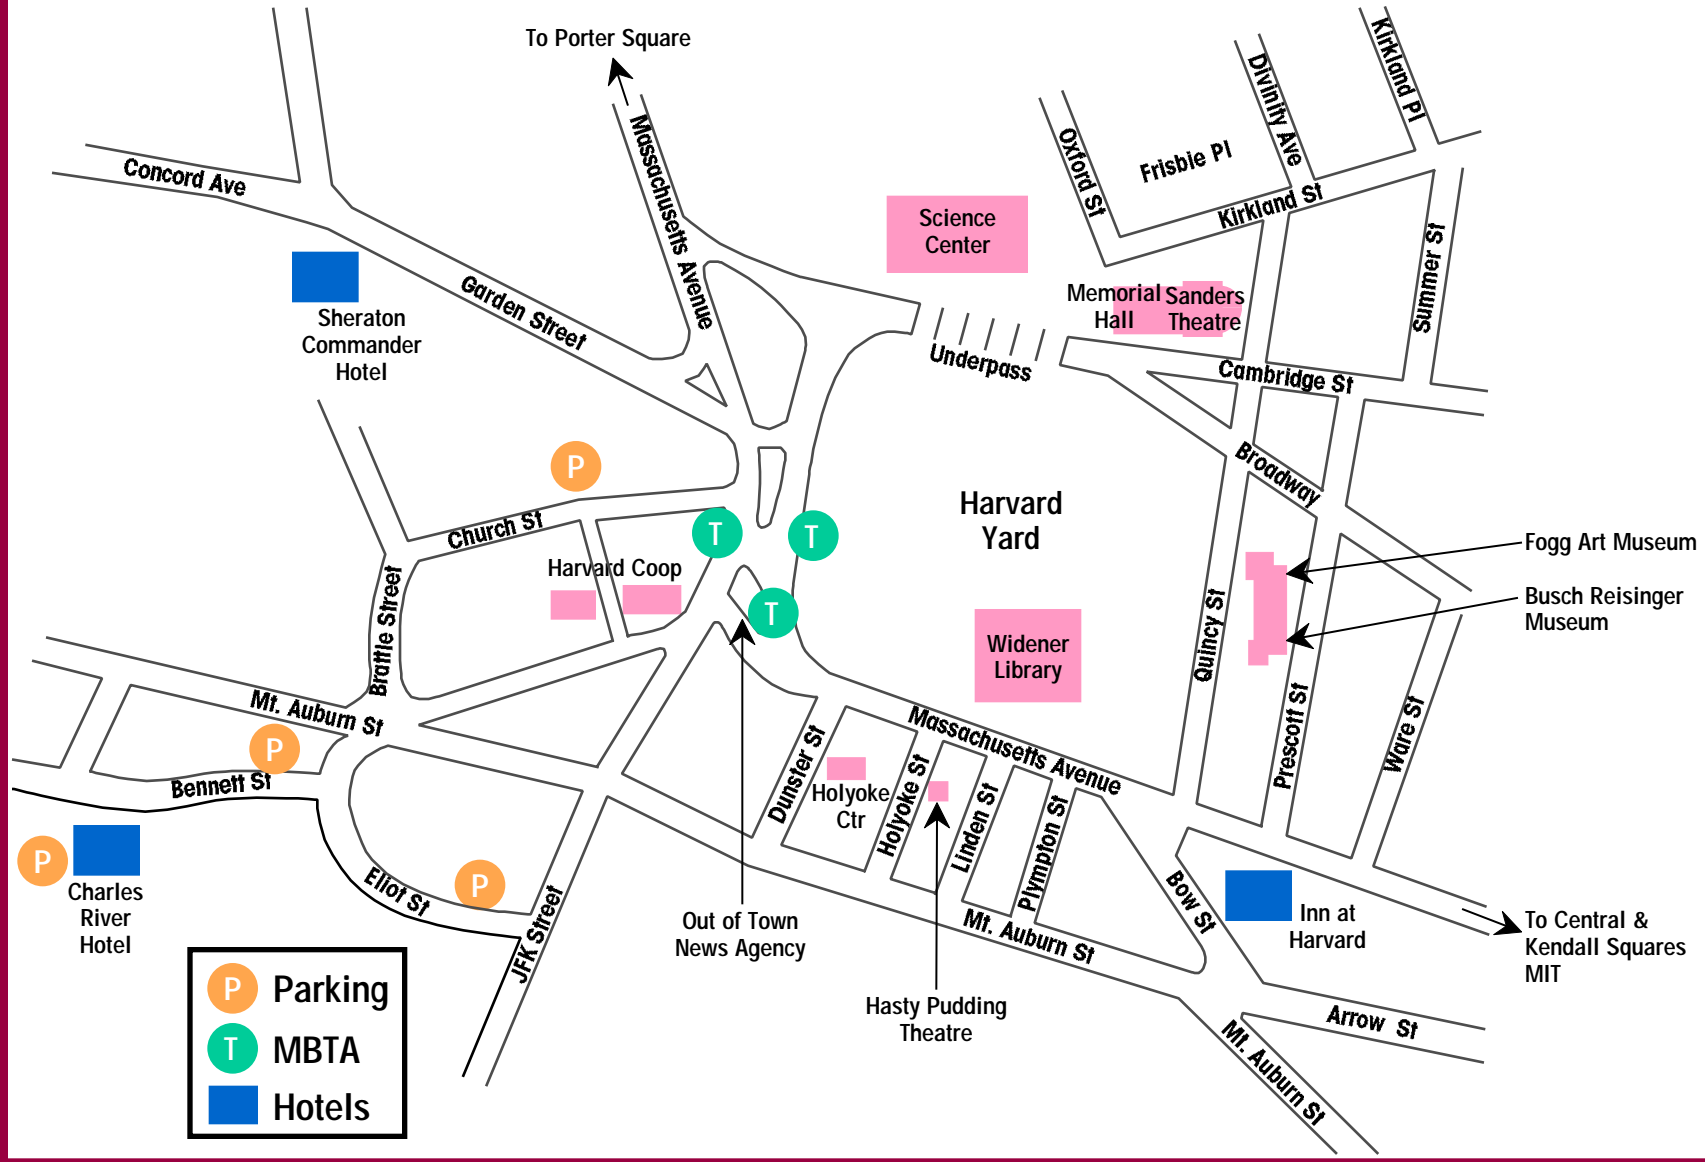 To Porter Square
Kirkland Pl
Divinity Ave
Massachusetts Avenue
Oxford St
Frisbie Pl
Concord Ave
Kirkland St
Science
Center
Summer St
Garden Street
Memorial
Hall
Sanders
Theatre
Sheraton
Commander
Hotel
Underpass
Cambridge St
P
Broadway
Harvard
Yard
Church St
T
T
Fogg Art Museum
Harvard Coop
Brattle Street
Busch Reisinger
Museum
T
Quincy St
Widener
Library
Mt. Auburn St
Massachusetts Avenue
Prescott St
Ware St
P
Bennett St
Dunster St
Holyoke
Ctr
Holyoke St
Linden St
Plympton St
P
Charles
River
Hotel
Eliot St
P
JFK Street
Bow St
Inn at
Harvard
Out of Town
News Agency
Mt. Auburn St
To Central &
Kendall Squares
MIT
Hasty Pudding
Theatre
Arrow St
Mt. Auburn St
P Parking
T MBTA
Hotels